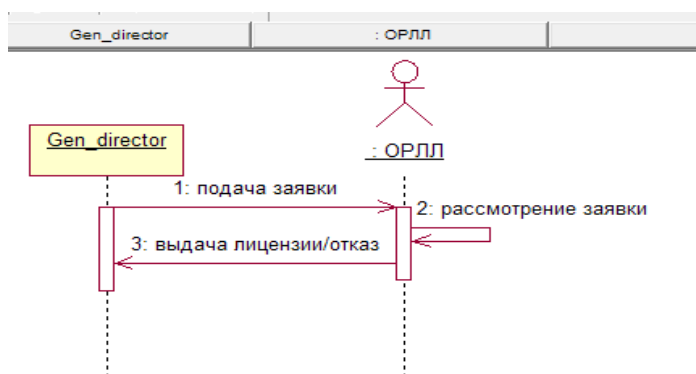 Gen_director
: ОРЛЛ
Gen_director
: ОРЛЛ
1: подача заявки
2: рассмотрение заявки
3: выдача лицензии/отказ